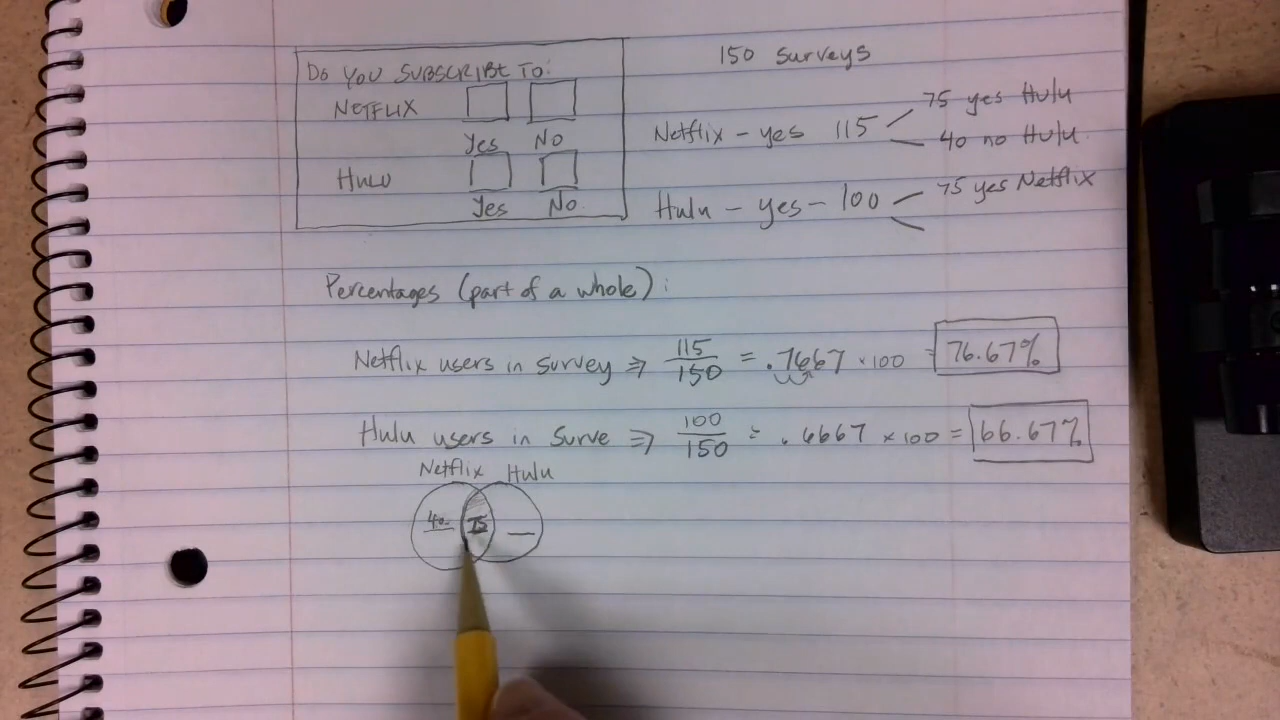 DO YOU SUBSCRIBE TO:
NETFLIX
Yes No
HULU
Yes No.
150 surveys
75 yes Hulu
Netflix - yes 115
40 no Hulu.
75 yes Netflix
Hulu - yes - 100
Percentages (part of a whole):
Netflix users in survey ⇒ 115/150 = .7667 × 100 = 76.67%
Hulu users in Surve ⇒ 100/150 = .6667 × 100 = 66.67%
Netflix Hulu
40 75